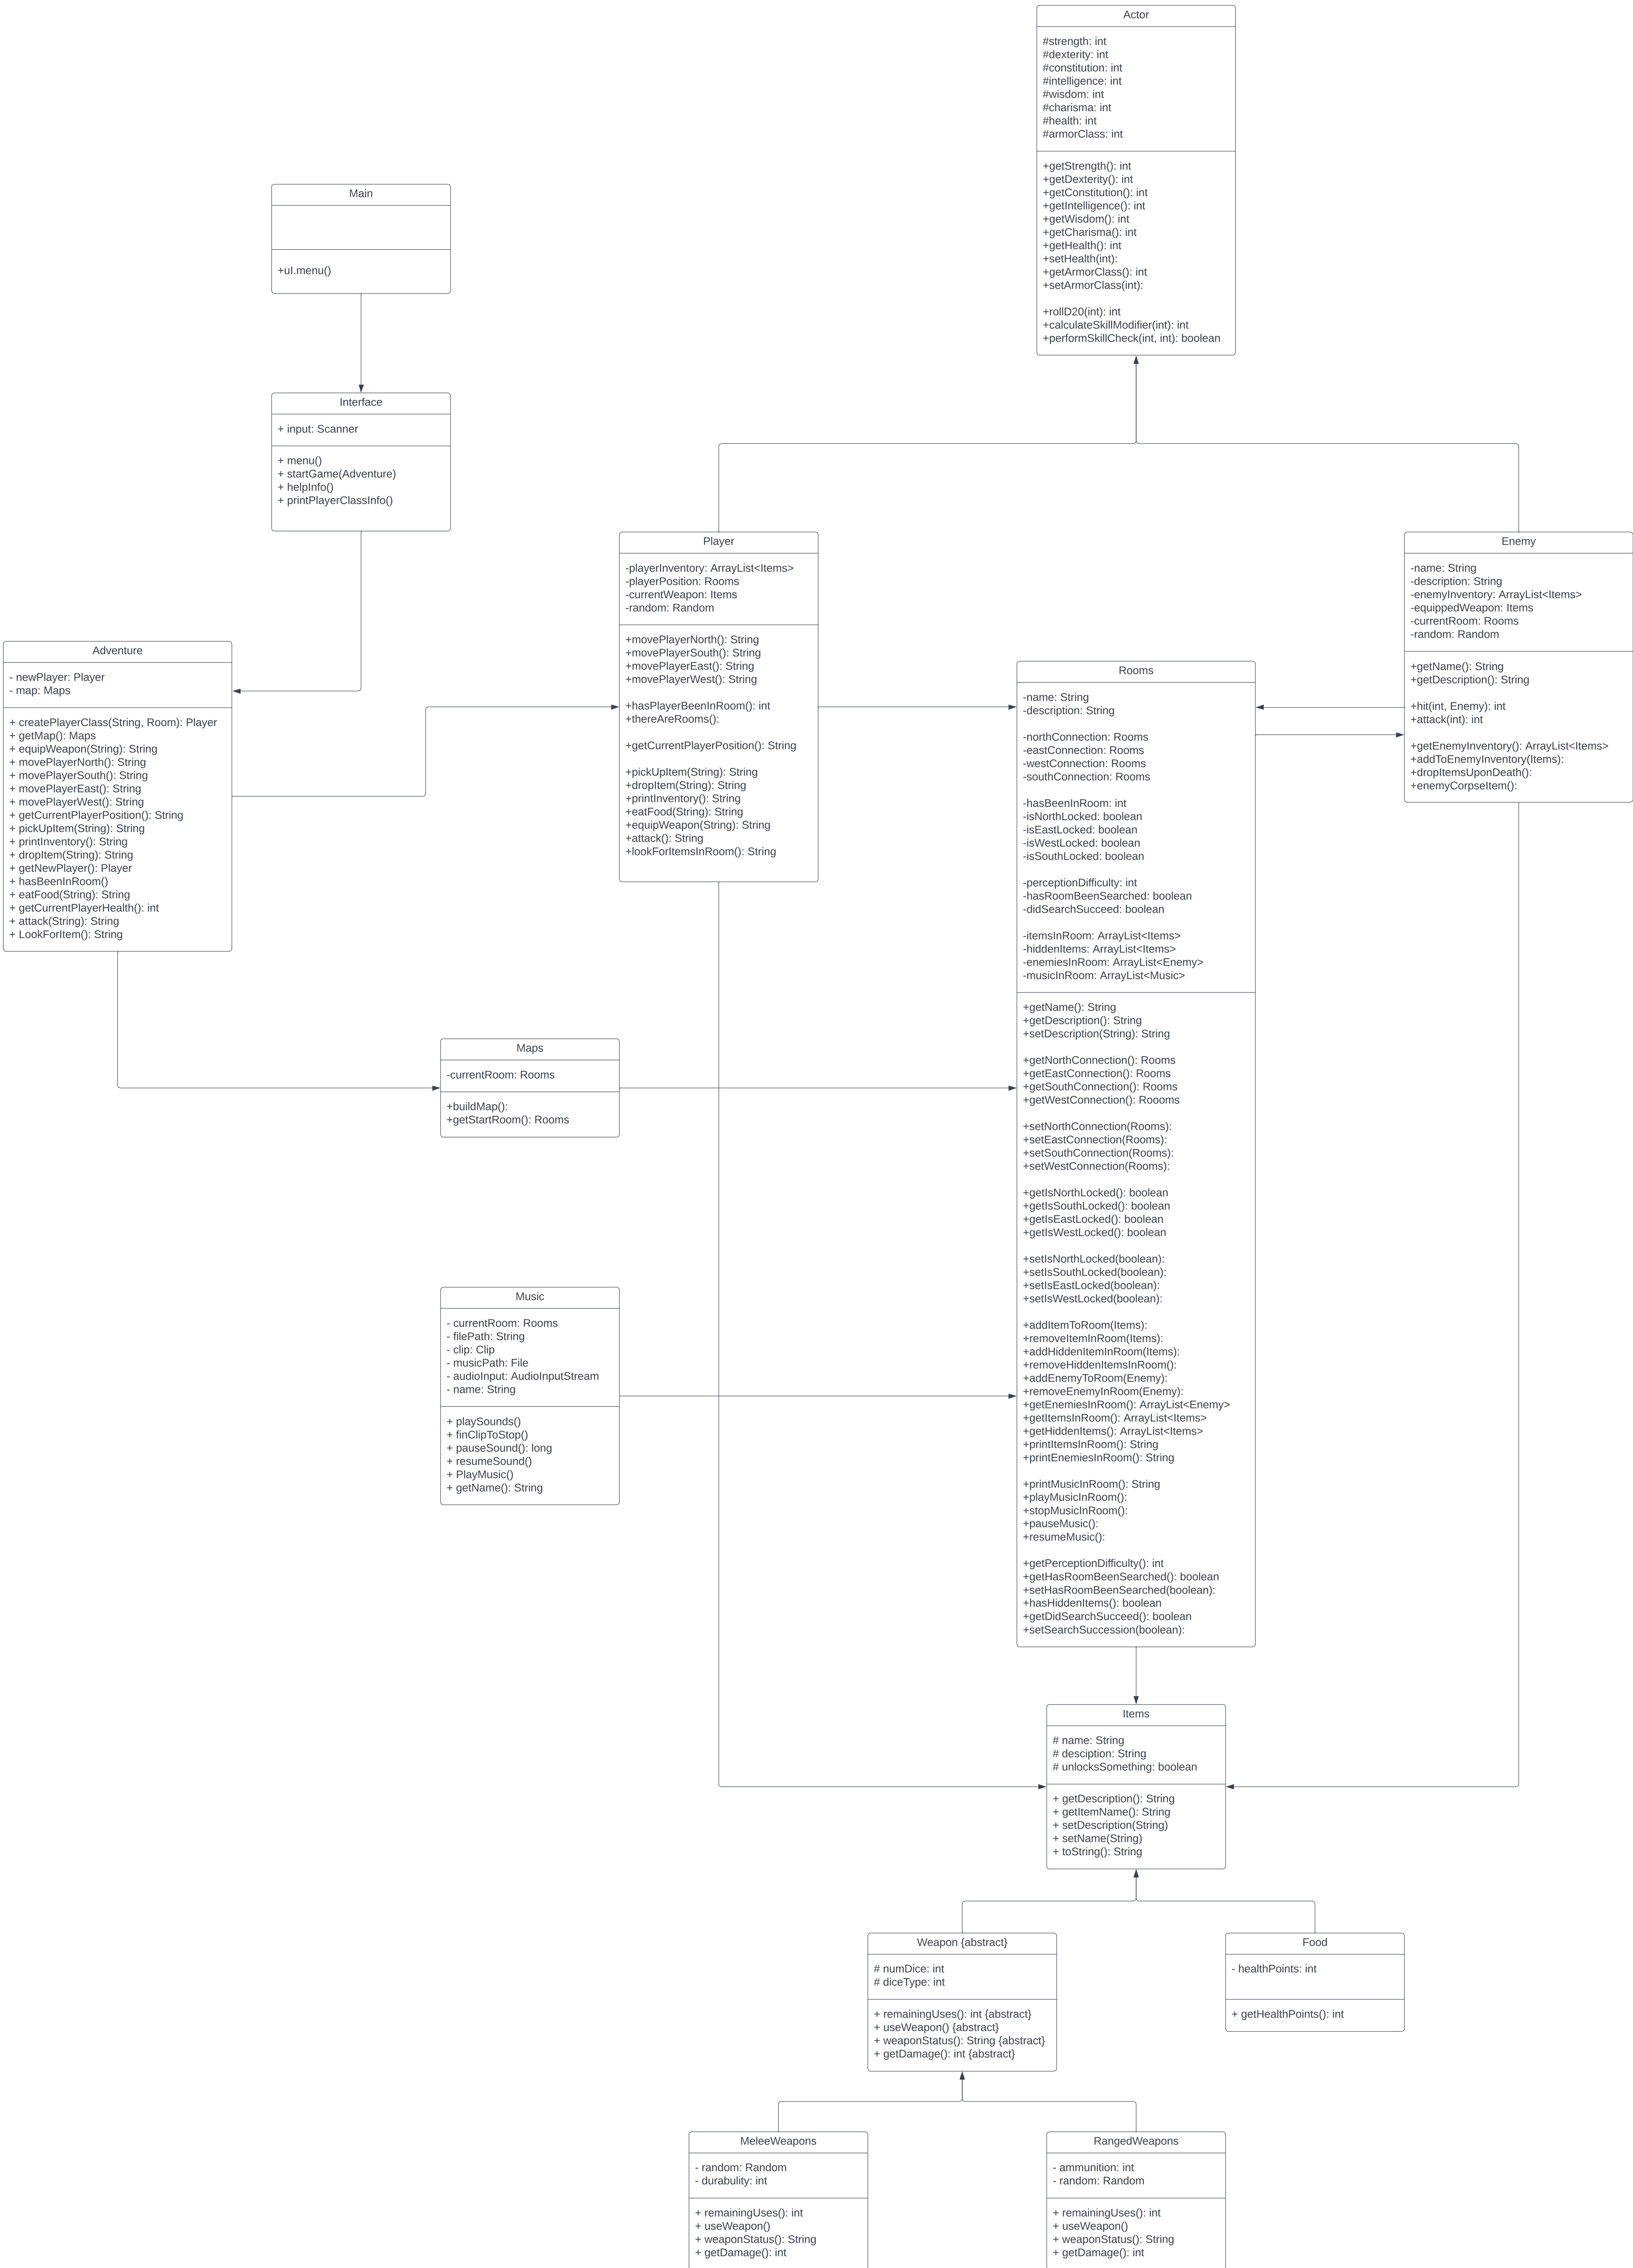 Actor
#strength: int
#dexterity: int
#constitution: int
#intelligence: int
#wisdom: int
#charisma: int
#health: int
#armorClass: int
+getStrength(): int
+getDexterity(): int
+getConstitution(): int
+getIntelligence(): int
+getWisdom(): int
+getCharisma(): int
+getHealth(): int
+setHealth(int):
+getArmorClass(): int
+setArmorClass(int):
+rollD20(int): int
+calculateSkillModifier(int): int
+performSkillCheck(int, int): boolean
Main
+uI.menu()
Interface
+ input: Scanner
+ menu()
+ startGame(Adventure)
+ helpInfo()
+ printPlayerClassInfo()
Player
-playerInventory: ArrayList<Items>
-playerPosition: Rooms
-currentWeapon: Items
-random: Random
+movePlayerNorth(): String
+movePlayerSouth(): String
+movePlayerEast(): String
+movePlayerWest(): String
+hasPlayerBeenInRoom(): int
+thereAreRooms():
+getCurrentPlayerPosition(): String
+pickUpItem(String): String
+dropItem(String): String
+printInventory(): String
+eatFood(String): String
+equipWeapon(String): String
+attack(): String
+lookForItemsInRoom(): String
Enemy
-name: String
-description: String
-enemyInventory: ArrayList<Items>
-equippedWeapon: Items
-currentRoom: Rooms
-random: Random
+getName(): String
+getDescription(): String
+hit(int, Enemy): int
+attack(int): int
+getEnemyInventory(): ArrayList<Items>
+addToEnemyInventory(Items):
+dropItemsUponDeath():
+enemyCorpseItem():
Adventure
- newPlayer: Player
- map: Maps
+ createPlayerClass(String, Room): Player
+ getMap(): Maps
+ equipWeapon(String): String
+ movePlayerNorth(): String
+ movePlayerSouth(): String
+ movePlayerEast(): String
+ movePlayerWest(): String
+ getCurrentPlayerPosition(): String
+ pickUpItem(String): String
+ printInventory(): String
+ dropItem(String): String
+ getNewPlayer(): Player
+ hasBeenInRoom()
+ eatFood(String): String
+ getCurrentPlayerHealth(): int
+ attack(String): String
+ LookForItem(): String
Rooms
-name: String
-description: String
-northConnection: Rooms
-eastConnection: Rooms
-westConnection: Rooms
-southConnection: Rooms
-hasBeenInRoom: int
-isNorthLocked: boolean
-isEastLocked: boolean
-isWestLocked: boolean
-isSouthLocked: boolean
-perceptionDifficulty: int
-hasRoomBeenSearched: boolean
-didSearchSucceed: boolean
-itemsInRoom: ArrayList<Items>
-hiddenItems: ArrayList<Items>
-enemiesInRoom: ArrayList<Enemy>
-musicInRoom: ArrayList<Music>
+getName(): String
+getDescription(): String
+setDescription(String): String
+getNorthConnection(): Rooms
+getEastConnection(): Rooms
+getSouthConnection(): Rooms
+getWestConnection(): Roooms
+setNorthConnection(Rooms):
+setEastConnection(Rooms):
+setSouthConnection(Rooms):
+setWestConnection(Rooms):
+getIsNorthLocked(): boolean
+getIsSouthLocked(): boolean
+getIsEastLocked(): boolean
+getIsWestLocked(): boolean
+setIsNorthLocked(boolean):
+setIsSouthLocked(boolean):
+setIsEastLocked(boolean):
+setIsWestLocked(boolean):
+addItemToRoom(Items):
+removeItemInRoom(Items):
+addHiddenItemInRoom(Items):
+removeHiddenItemsInRoom():
+addEnemyToRoom(Enemy):
+removeEnemyInRoom(Enemy):
+getEnemiesInRoom(): ArrayList<Enemy>
+getItemsInRoom(): ArrayList<Items>
+getHiddenItems(): ArrayList<Items>
+printItemsInRoom(): String
+printEnemiesInRoom(): String
+printMusicInRoom(): String
+playMusicInRoom():
+stopMusicInRoom():
+pauseMusic():
+resumeMusic():
+getPerceptionDifficulty(): int
+getHasRoomBeenSearched(): boolean
+setHasRoomBeenSearched(boolean):
+hasHiddenItems(): boolean
+getDidSearchSucceed(): boolean
+setSearchSuccession(boolean):
Maps
-currentRoom: Rooms
+buildMap():
+getStartRoom(): Rooms
Music
- currentRoom: Rooms
- filePath: String
- clip: Clip
- musicPath: File
- audioInput: AudioInputStream
- name: String
+ playSounds()
+ finClipToStop()
+ pauseSound(): long
+ resumeSound()
+ PlayMusic()
+ getName(): String
Items
# name: String
# desciption: String
# unlocksSomething: boolean
+ getDescription(): String
+ getItemName(): String
+ setDescription(String)
+ setName(String)
+ toString(): String
Weapon {abstract}
# numDice: int
# diceType: int
+ remainingUses(): int {abstract}
+ useWeapon() {abstract}
+ weaponStatus(): String {abstract}
+ getDamage(): int {abstract}
Food
- healthPoints: int
+ getHealthPoints(): int
MeleeWeapons
- random: Random
- durabulity: int
+ remainingUses(): int
+ useWeapon()
+ weaponStatus(): String
+ getDamage(): int
RangedWeapons
- ammunition: int
- random: Random
+ remainingUses(): int
+ useWeapon()
+ weaponStatus(): String
+ getDamage(): int